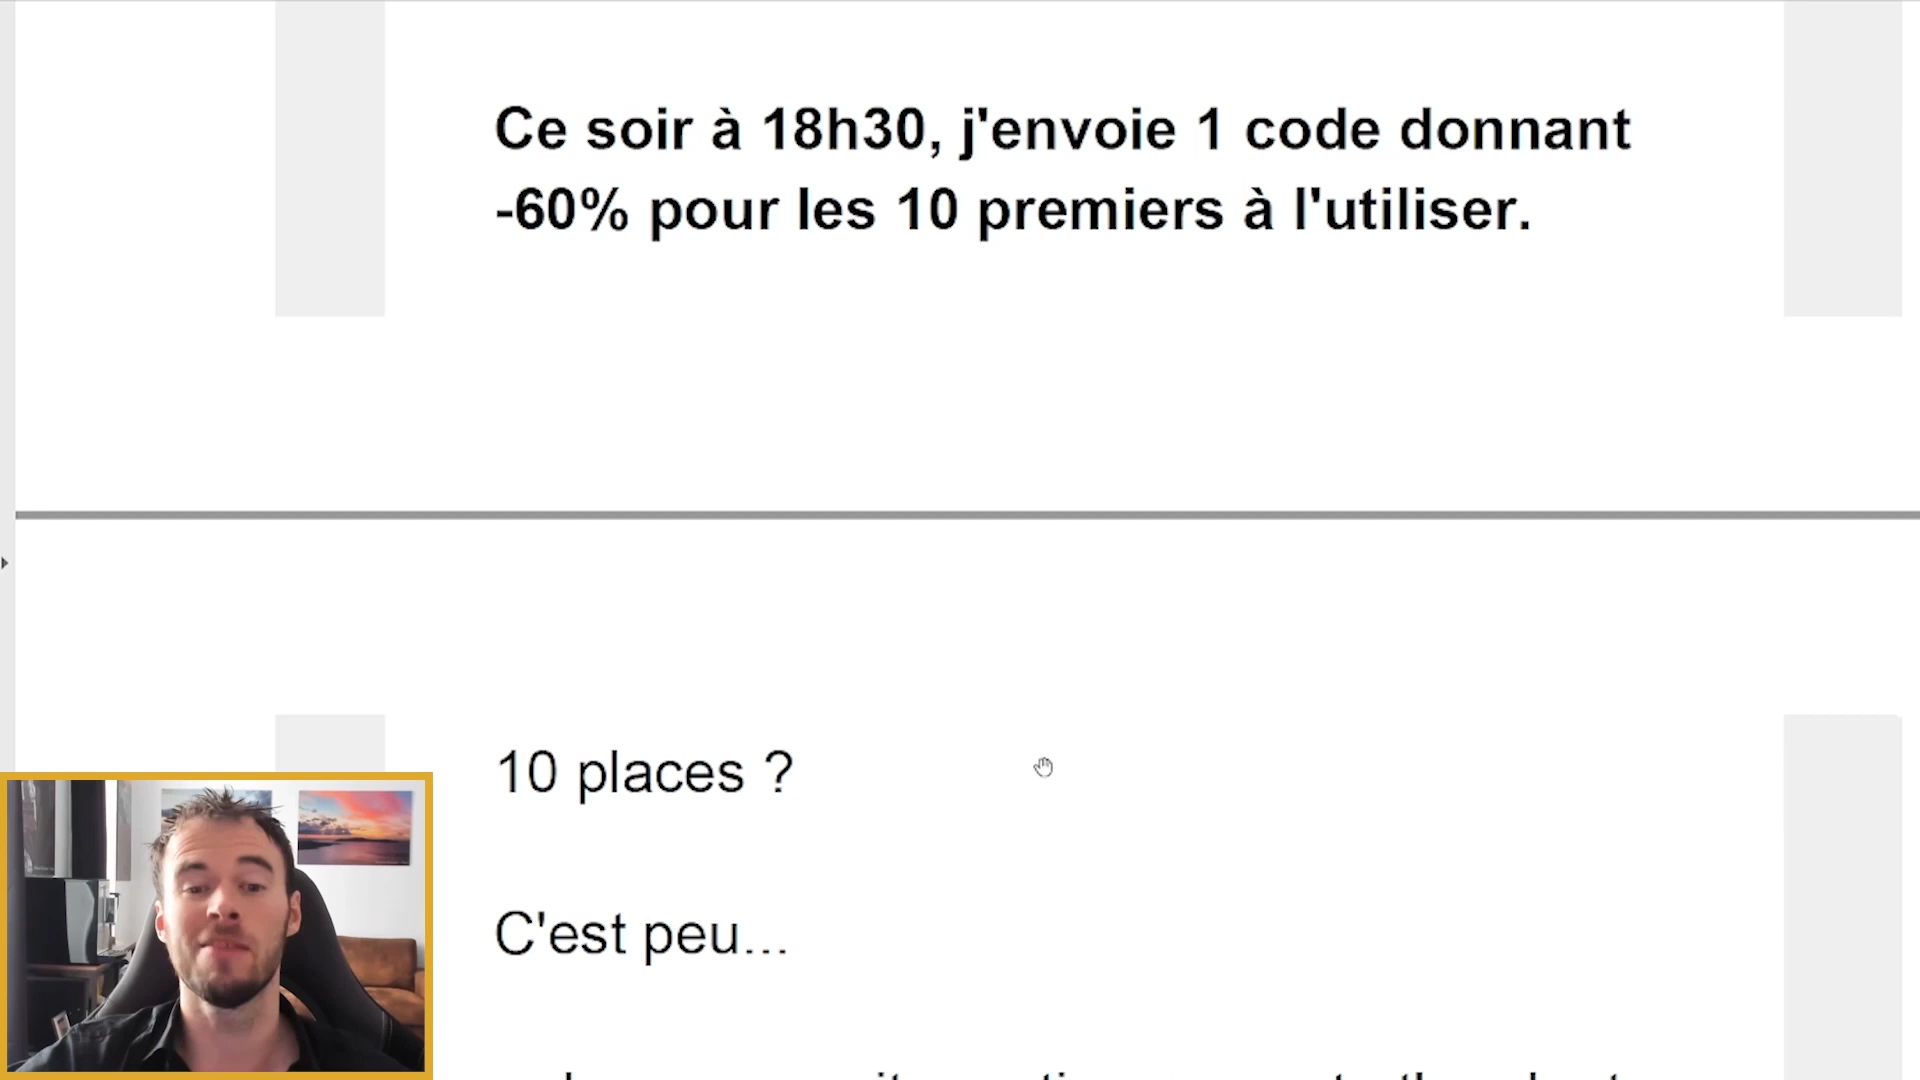 Ce soir à 18h30, j'envoie 1 code donnant
-60% pour les 10 premiers à l'utiliser.
10 places ?
C'est peu...